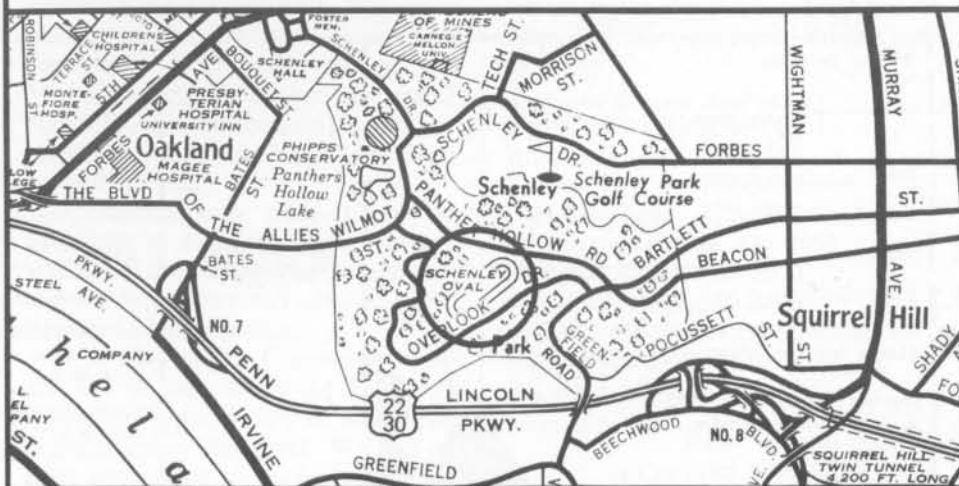 ROBINSON
ST.
TERRACE
ST.
CHILDRENS
HOSPITAL
5TH
AVE
BOUQUET
ST.
FOSTER
MEM.
SCHENLEY
HALL
SCHENLEY
DR.
OF MINES
CARNEGIE
MELLON
UNIV.
TECH ST.
MORRISON
ST.
WIGHTMAN
MURRAY
MONTE-
FIORE
HOSP.
PRESBY-
TERIAN
HOSPITAL
UNIVERSITY INN
FORBES
Oakland
MAGEE
HOSPITAL
BATES
ST.
PHIPPS
CONSERVATORY
Panthers
Hollow
Lake
SCHENLEY
DR.
FORBES
Schenley
Schenley Park
Golf Course
ST.
THE BLVD
OF THE ALLIES
WILMOT
ST.
PANTHER HOLLOW
RD
BARTLETT
BEACON
BATES
ST.
SCHENLEY
OVAL
OVERLOOK
DR.
PKWY.
AVE.
STEEL
COMPANY
NO. 7
PENN
LINCOLN
PKWY.
22
30
Park
GREEN-
FIELD
ROAD
POCUSSETT
ST.
ST.
AVE.
Squirrel Hill
SHADY
hela
IRVINE
GREENFIELD
BEECHWOOD
BLVD.
NO. 8
SQUIRREL HILL
TWIN TUNNEL
4,200 FT. LONG
ST.